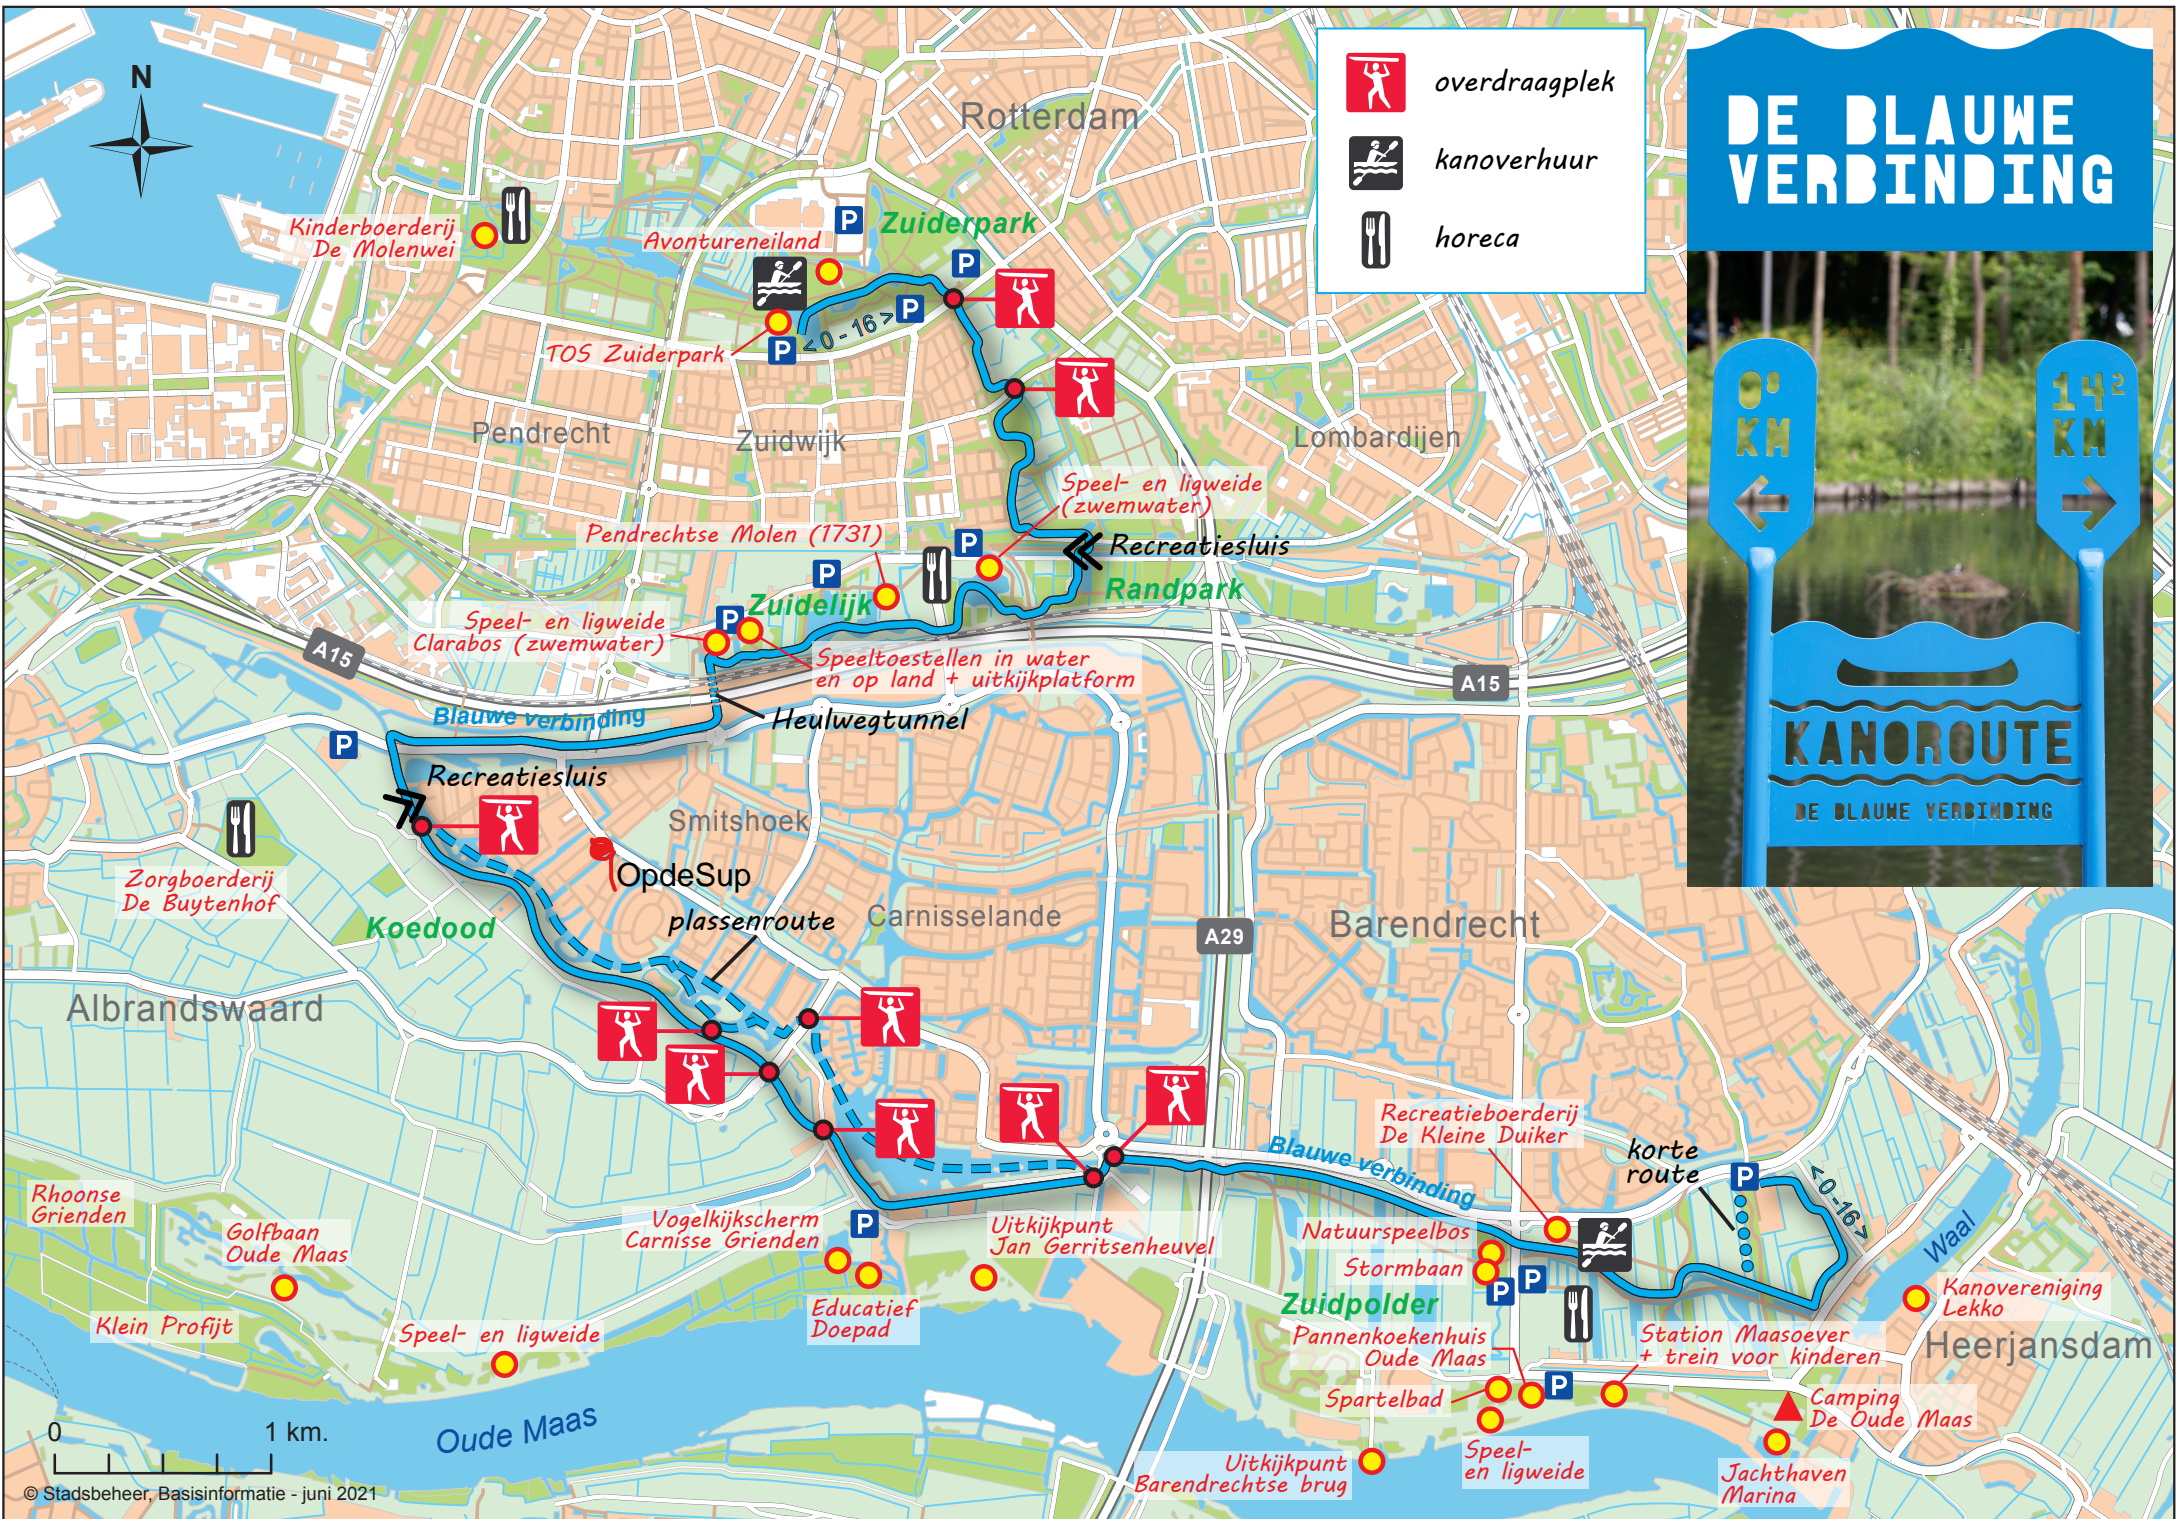 N
Rotterdam
overdraagplek
kanoverhuur
horeca
DE BLAUWE
VERBINDING
Kinderboerderij
De Molenwei
P
Zuiderpark
Avontureneiland
P
P
< 0 - 16 >
TOS Zuiderpark
P
0⁸
KM
14²
KM
Pendrecht
Zuidwijk
Lombardijen
Speel- en ligweide
(zwemwater)
Pendrechtse Molen (1731)
P
Recreatiesluis
P
Randpark
Zuidelijk
P
Speel- en ligweide
Clarabos (zwemwater)
A15
Speeltoestellen in water
en op land + uitkijkplatform
A15
Blauwe verbinding
Heulwegtunnel
P
KANOROUTE
DE BLAUWE VERBINDING
Recreatiesluis
Smitshoek
OpdeSup
Zorgboerderij
De Buytenhof
plassenroute
Koedood
Carnisselande
A29
Barendrecht
Albrandswaard
Recreatieboerderij
De Kleine Duiker
Blauwe verbinding
korte
route
P
< 0 -16 >
Rhoonse
Grienden
Golfbaan
Oude Maas
Vogelkijkscherm
Carnisse Grienden
P
Uitkijkpunt
Jan Gerritsenheuvel
Natuurspeelbos
Stormbaan
P
P
Waal
Zuidpolder
Kanovereniging
Lekko
Educatief
Doepad
Klein Profijt
Speel- en ligweide
Pannenkoekenhuis
Oude Maas
Station Maasoever
+ trein voor kinderen
Heerjansdam
Spartelbad
P
Camping
De Oude Maas
Oude Maas
0
1 km.
Uitkijkpunt
Barendrechtse brug
Speel-
en ligweide
Jachthaven
Marina
© Stadsbeheer, Basisinformatie - juni 2021